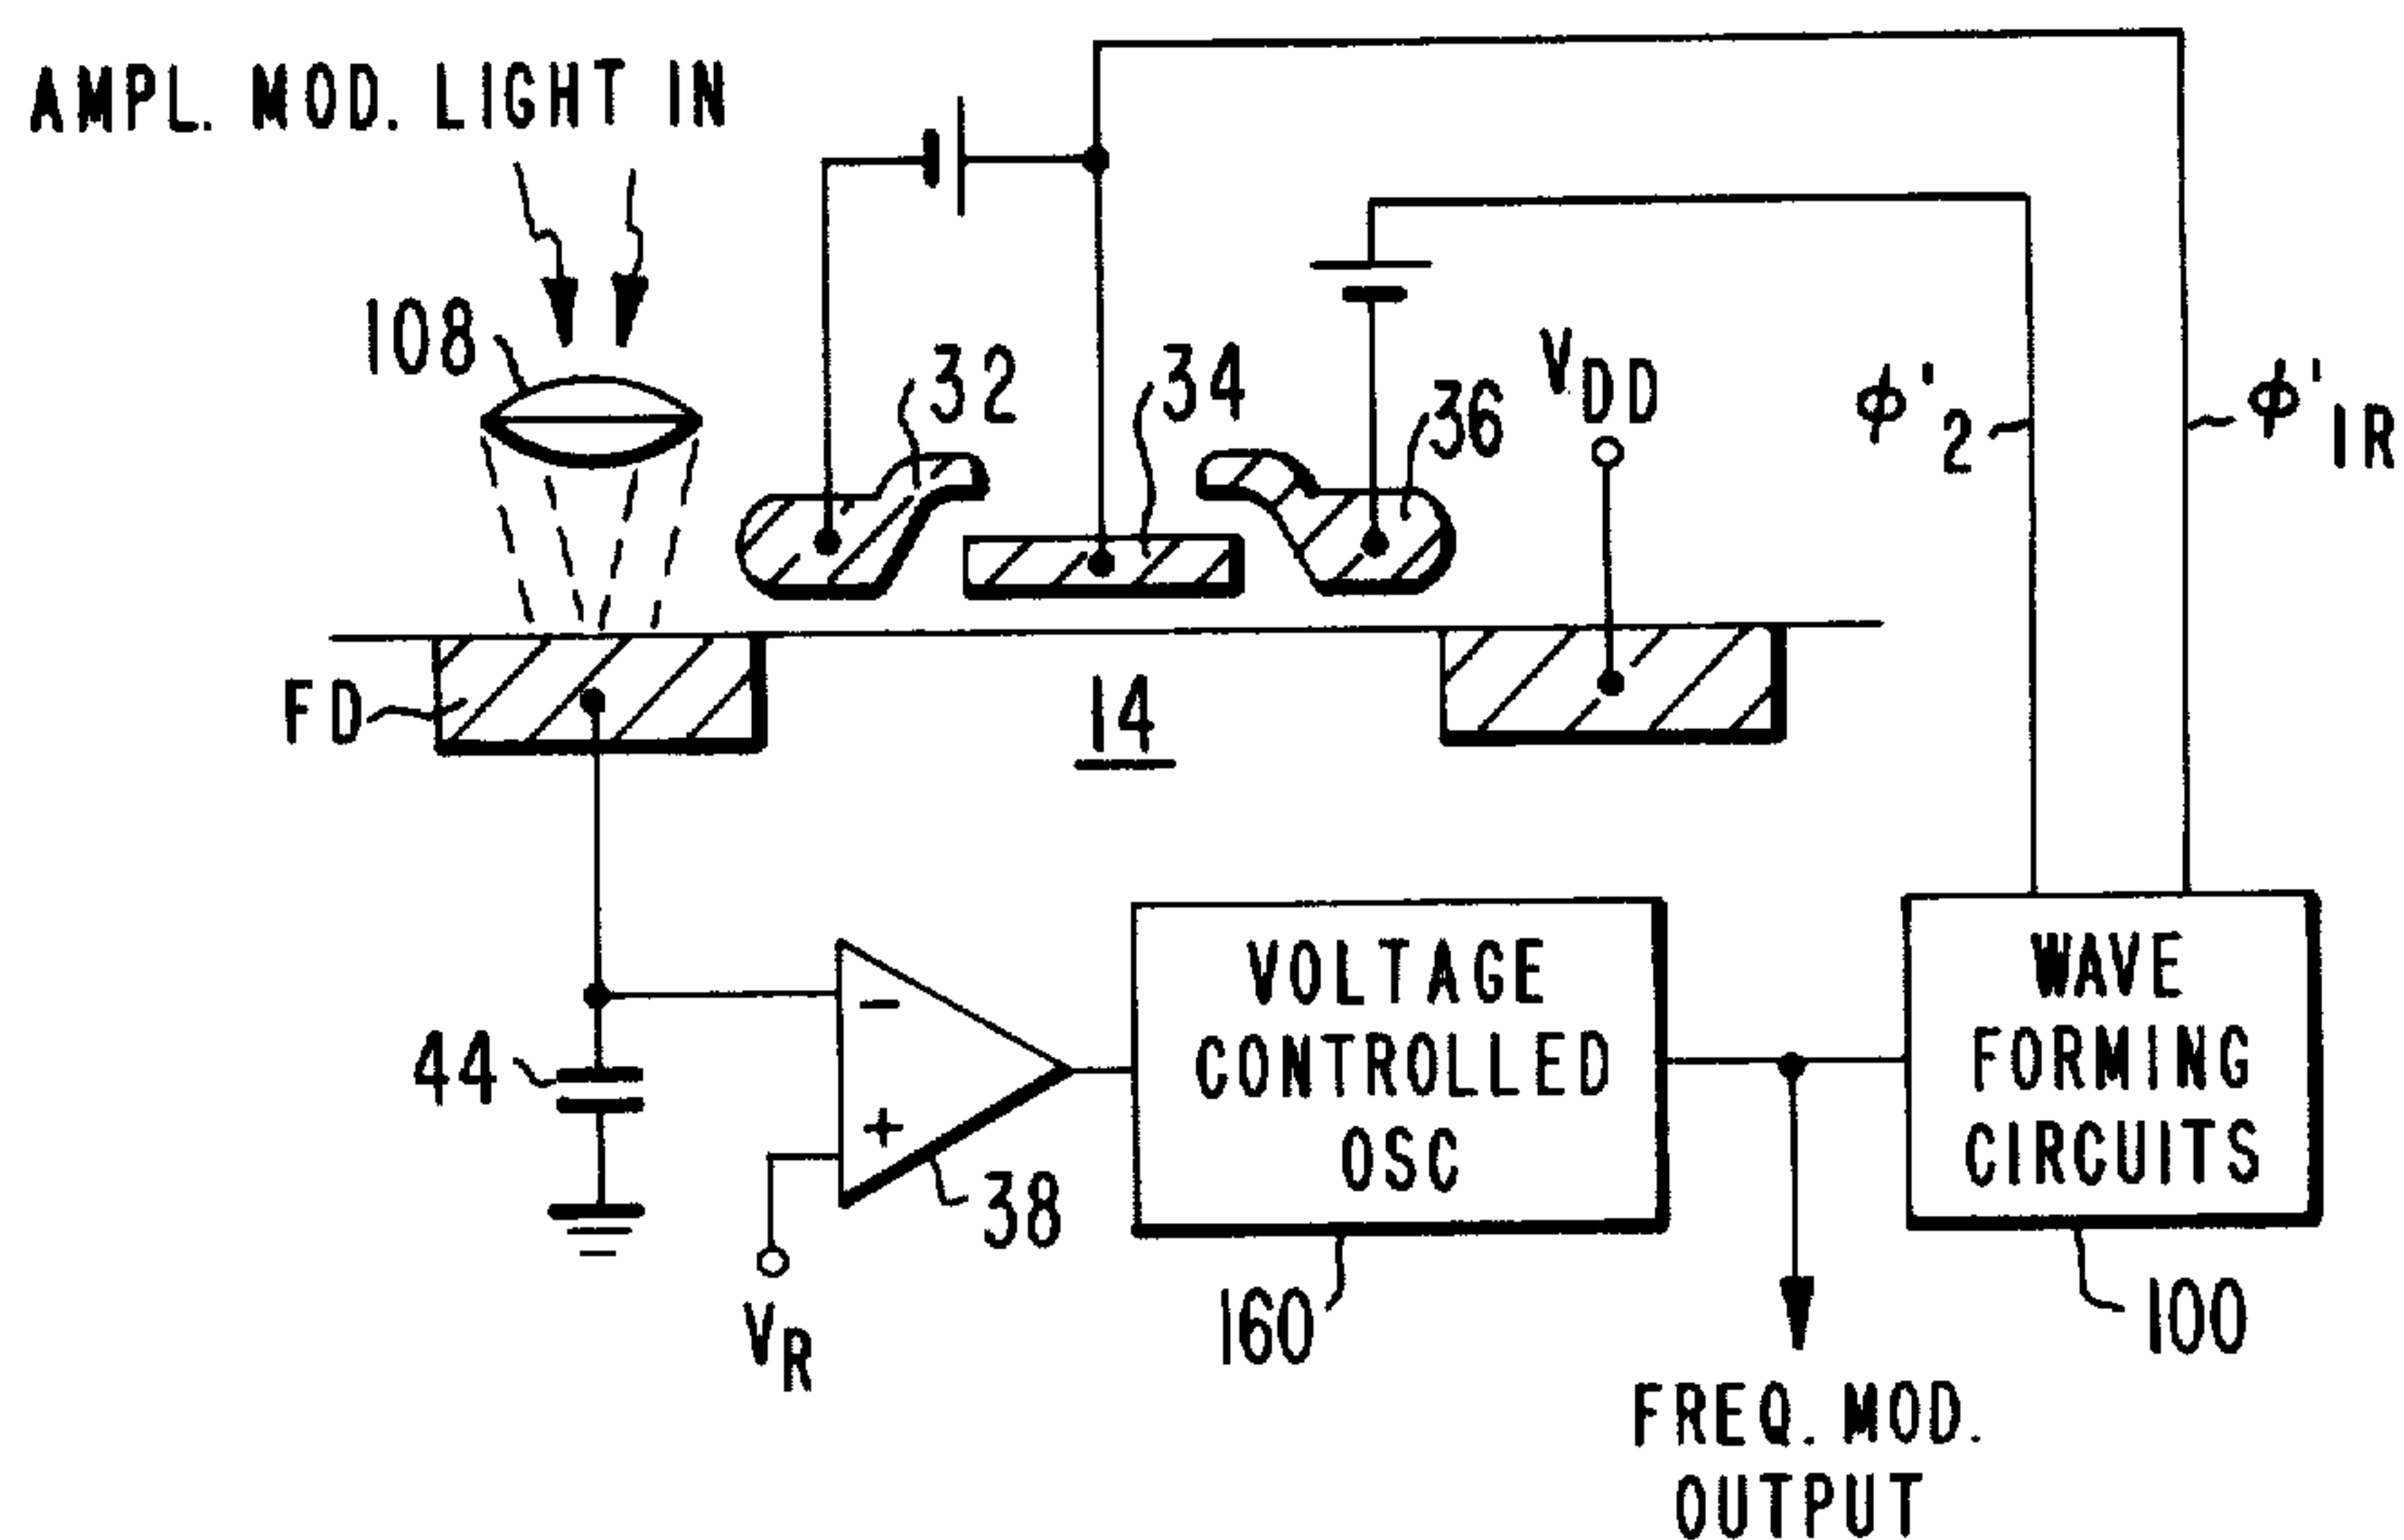 AMPL. MOD. LIGHT IN
108
32
34
36
VDD
ϕ'2
ϕ'1R
FD
14
44
-
+
38
VR
VOLTAGE
CONTROLLED
OSC
160
WAVE
FORMING
CIRCUITS
100
FREQ. MOD.
OUTPUT